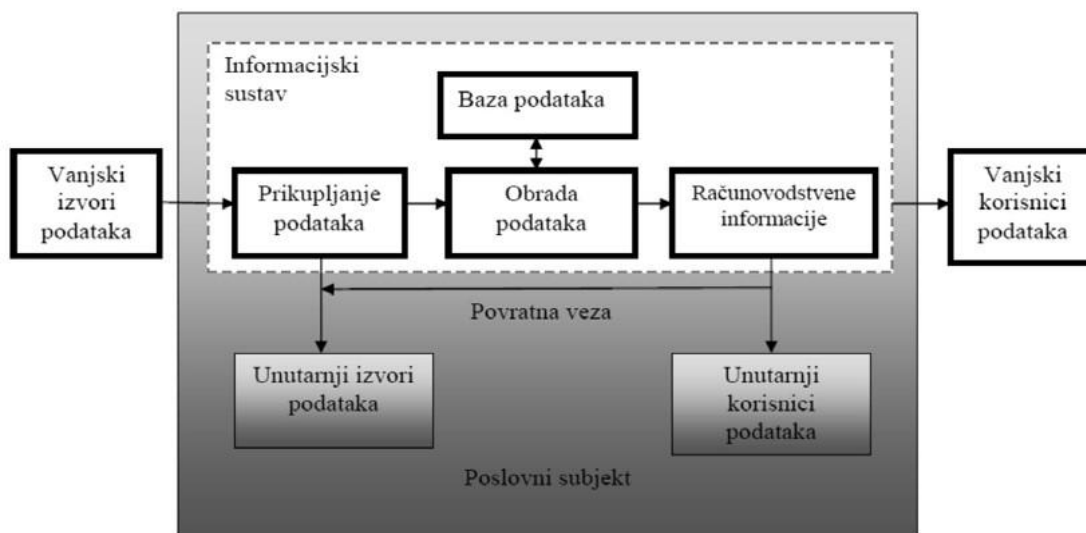 Informacijski
sustav
Baza podataka
Vanjski
izvori
podataka
Prikupljanje
podataka
Obrada
podataka
Računovodstvene
informacije
Vanjski
korisnici
podataka
Povratna veza
Unutarnji izvori
podataka
Unutarnji
korisnici
podataka
Poslovni subjekt